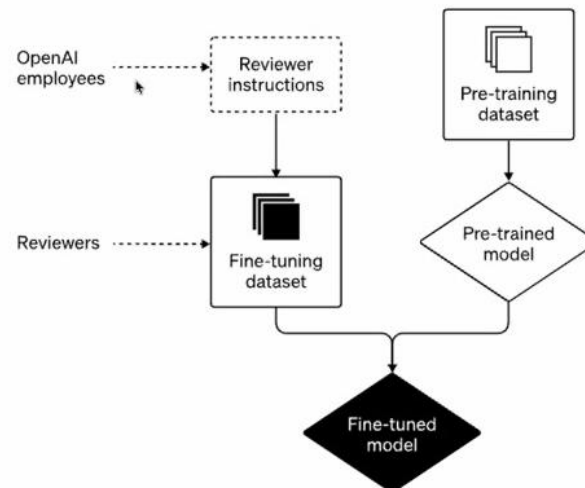 OpenAI
employees
Reviewer
instructions
Pre-training
dataset
Reviewers
Fine-tuning
dataset
Pre-trained
model
Fine-tuned
model